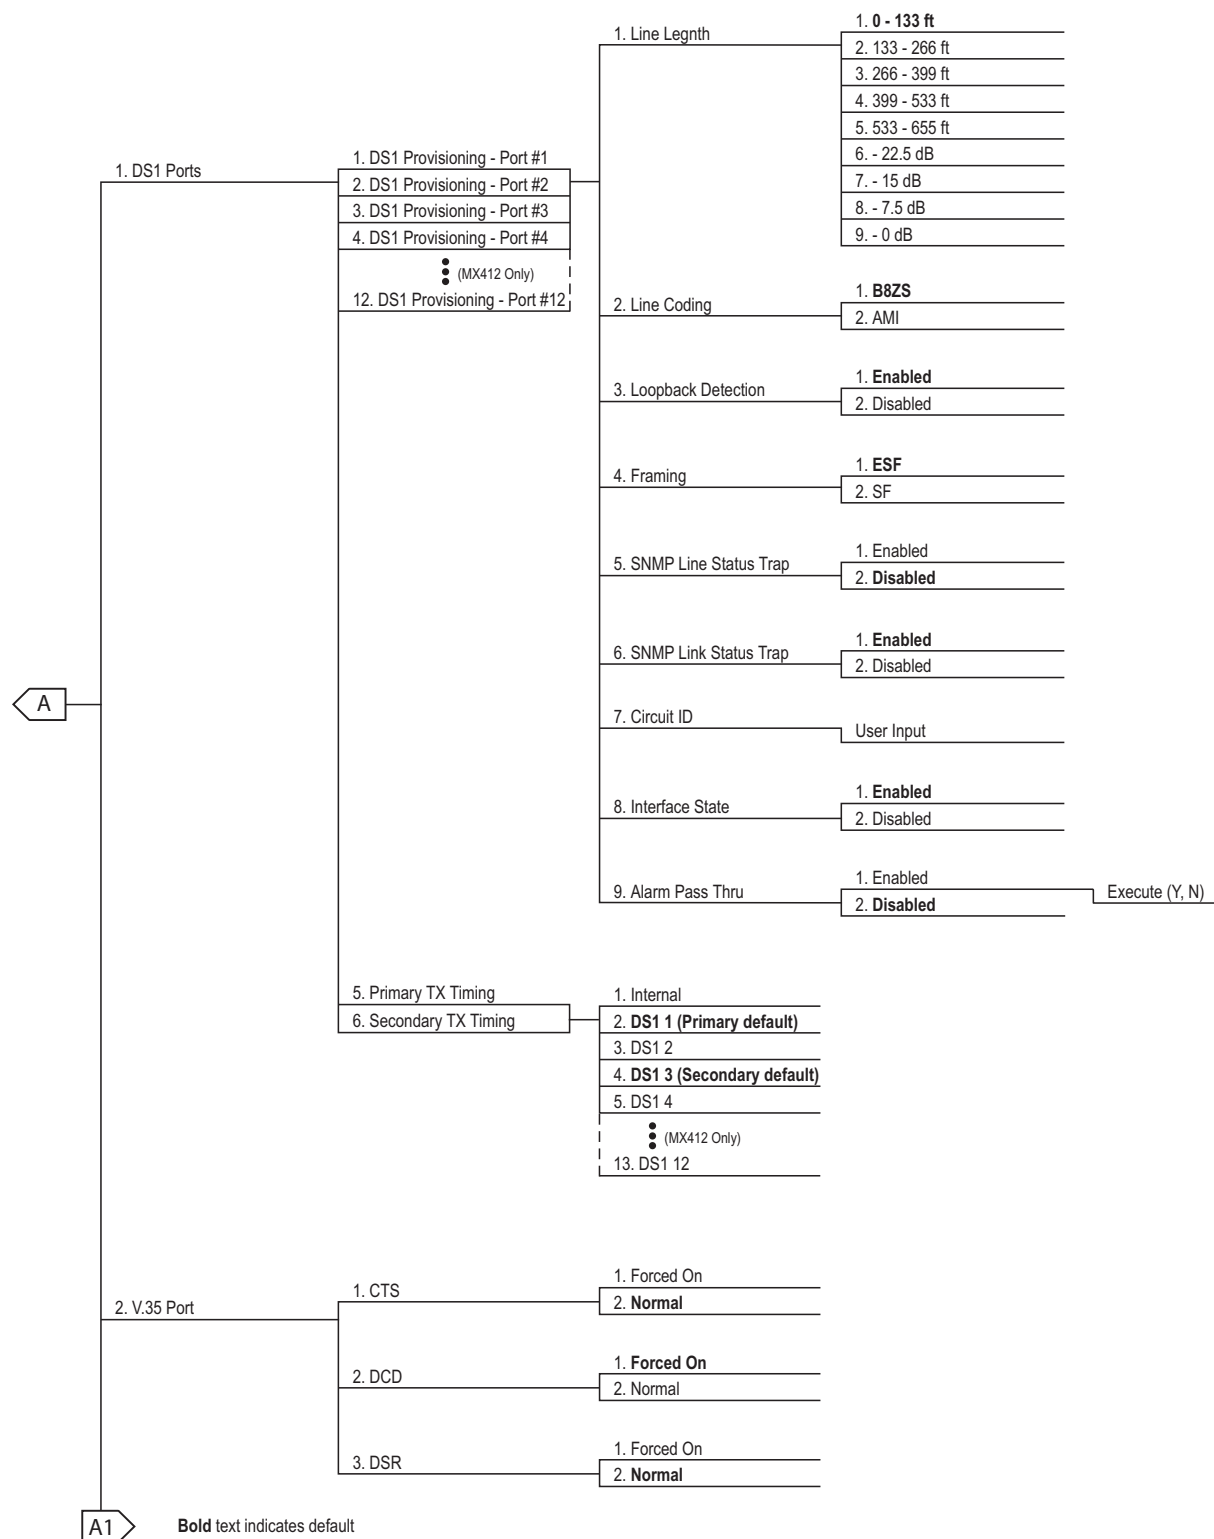 1. DS1 Ports
1. DS1 Provisioning - Port #1
2. DS1 Provisioning - Port #2
3. DS1 Provisioning - Port #3
4. DS1 Provisioning - Port #4
(MX412 Only)
12. DS1 Provisioning - Port #12
1. Line Legnth
1. 0 - 133 ft
2. 133 - 266 ft
3. 266 - 399 ft
4. 399 - 533 ft
5. 533 - 655 ft
6. - 22.5 dB
7. - 15 dB
8. - 7.5 dB
9. - 0 dB
2. Line Coding
1. B8ZS
2. AMI
3. Loopback Detection
1. Enabled
2. Disabled
4. Framing
1. ESF
2. SF
5. SNMP Line Status Trap
1. Enabled
2. Disabled
6. SNMP Link Status Trap
1. Enabled
2. Disabled
A
7. Circuit ID
User Input
8. Interface State
1. Enabled
2. Disabled
9. Alarm Pass Thru
1. Enabled
2. Disabled
Execute (Y, N)
5. Primary TX Timing
6. Secondary TX Timing
1. Internal
2. DS1 1 (Primary default)
3. DS1 2
4. DS1 3 (Secondary default)
5. DS1 4
(MX412 Only)
13. DS1 12
2. V.35 Port
1. CTS
1. Forced On
2. Normal
2. DCD
1. Forced On
2. Normal
3. DSR
1. Forced On
2. Normal
A1
Bold text indicates default